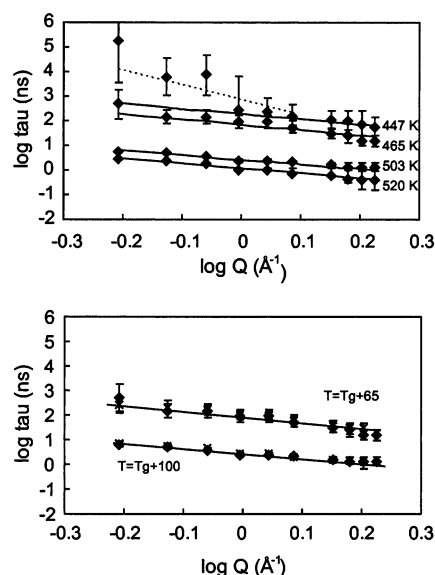 6
5
4
3
2
1
0
-1
-2
log tau (ns)
447 K
465 K
503 K
520 K
-0.3 -0.2 -0.1 0 0.1 0.2 0.3
log Q (Å⁻¹)
6
5
4
3
2
1
0
-1
-2
log tau (ns)
T=Tg+65
T=Tg+100
-0.3 -0.2 -0.1 0 0.1 0.2 0.3
log Q (Å⁻¹)